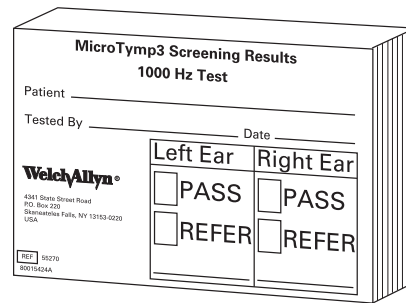 MicroTymp3 Screening Results
1000 Hz Test
Patient
Tested By Date
Left Ear Right Ear
PASS PASS
REFER REFER
WelchAllyn®
4341 State Street Road
P.O. Box 220
Skaneateles Falls, NY 13153-0220
USA
REF 55270
80015424A